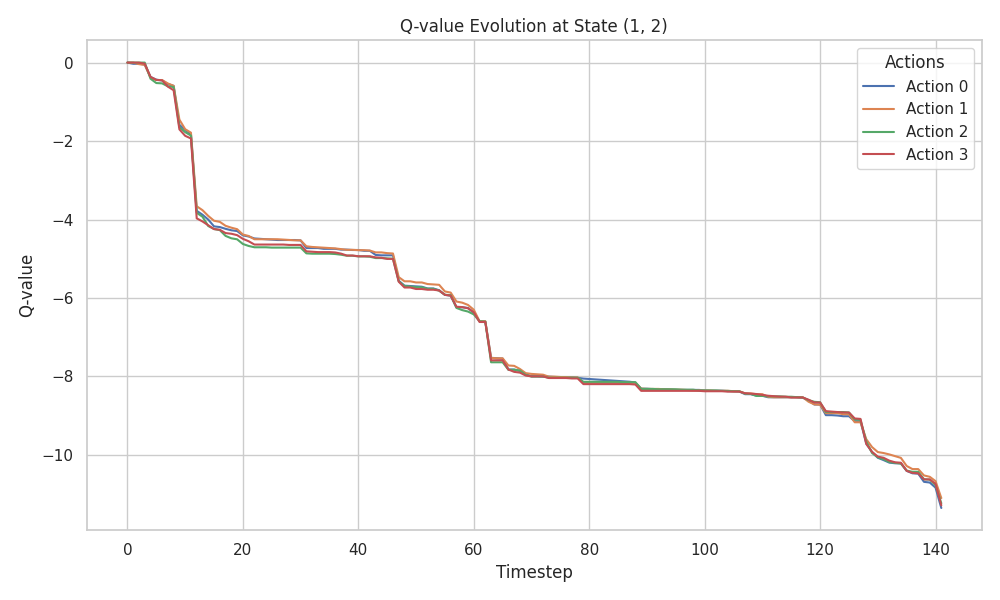 Q-value Evolution at State (1, 2)
Actions
Action 0
Action 1
Action 2
Action 3
Q-value
0
−2
−4
−6
−8
−10
0 20 40 60 80 100 120 140
Timestep